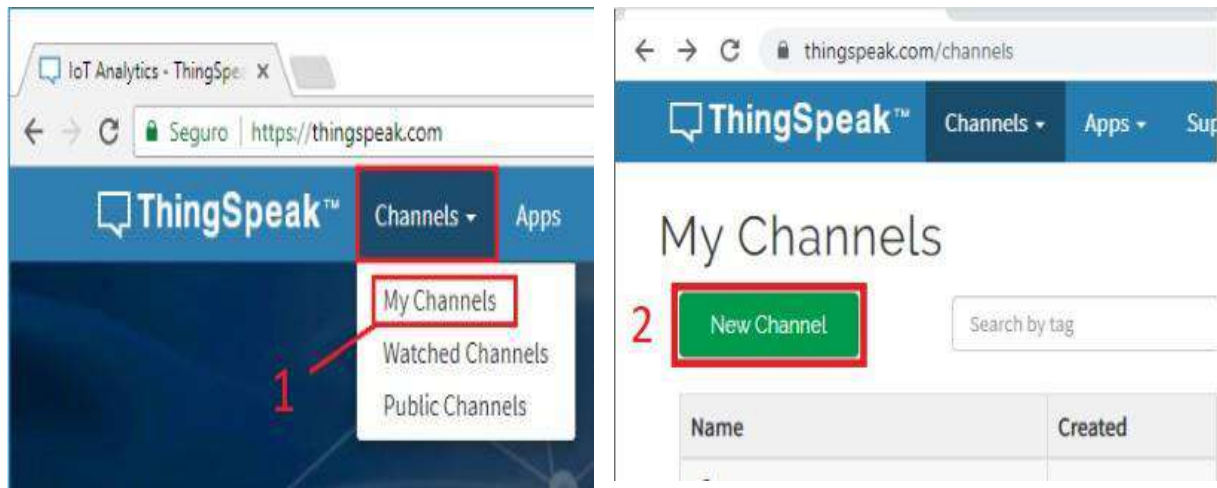 IoT Analytics - ThingSpe
Seguro | https://thingspeak.com
ThingSpeak™ Channels Apps
My Channels
Watched Channels
1
Public Channels
thingspeak.com/channels
ThingSpeak™ Channels Apps Sup
My Channels
2 New Channel Search by tag
Name Created